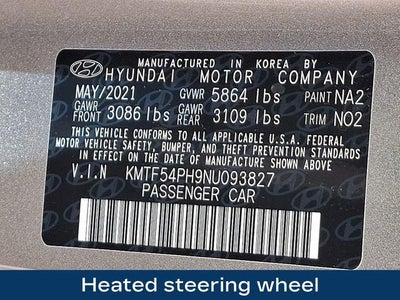 MANUFACTURED IN KOREA BY
HYUNDAI MOTOR COMPANY
MAY/2021 GVWR 5864 lbs PAINT NA2
GAWR FRONT 3086 lbs GAWR REAR 3109 lbs TRIM NO2
THIS VEHICLE CONFORMS TO ALL APPLICABLE U.S.A. FEDERAL
MOTOR VEHICLE SAFETY, BUMPER, AND THEFT PREVENTION STANDARDS
IN EFFECT ON THE DATE OF MANUFACTURE SHOWN ABOVE.
V.I.N KMTF54PH9NU093827
PASSENGER CAR
Heated steering wheel